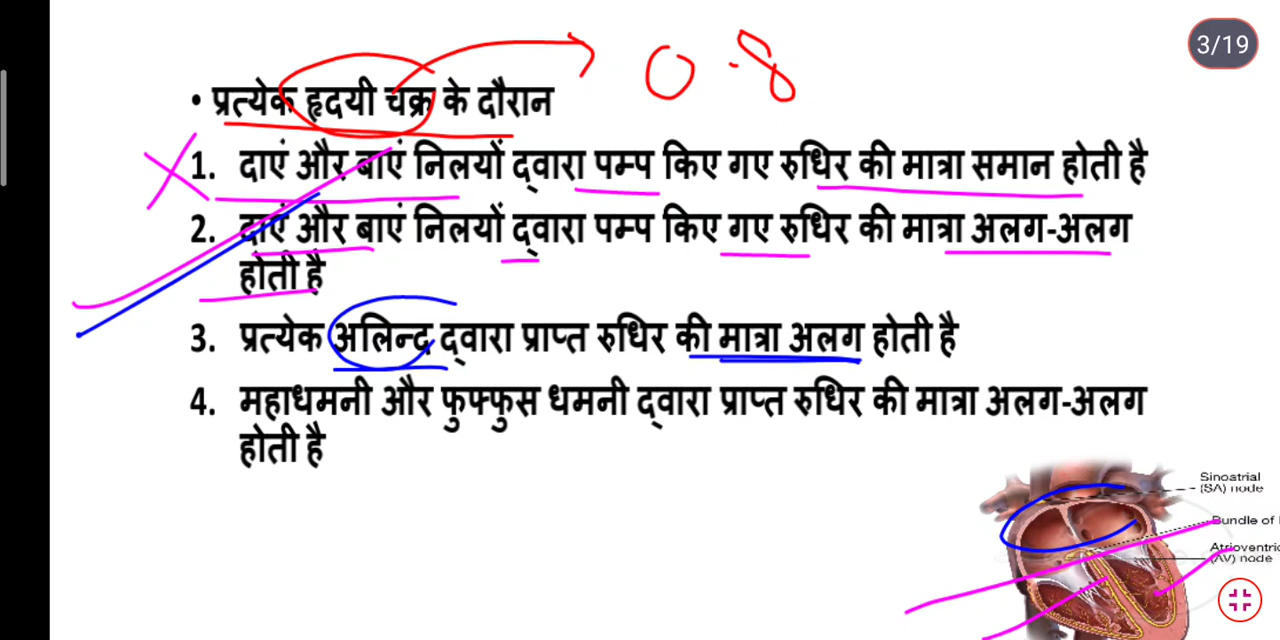 3/19
0.8
• प्रत्येक हृदयी चक्र के दौरान
1. दाएं और बाएं निलयों द्वारा पम्प किए गए रुधिर की मात्रा समान होती है
2. दाएं और बाएं निलयों द्वारा पम्प किए गए रुधिर की मात्रा अलग-अलग
होती है
3. प्रत्येक अलिन्द द्वारा प्राप्त रुधिर की मात्रा अलग होती है
4. महाधमनी और फुफ्फुस धमनी द्वारा प्राप्त रुधिर की मात्रा अलग-अलग
होती है
Sinoatrial
(SA) node
Bundle of
Atrioventric
(AV) node